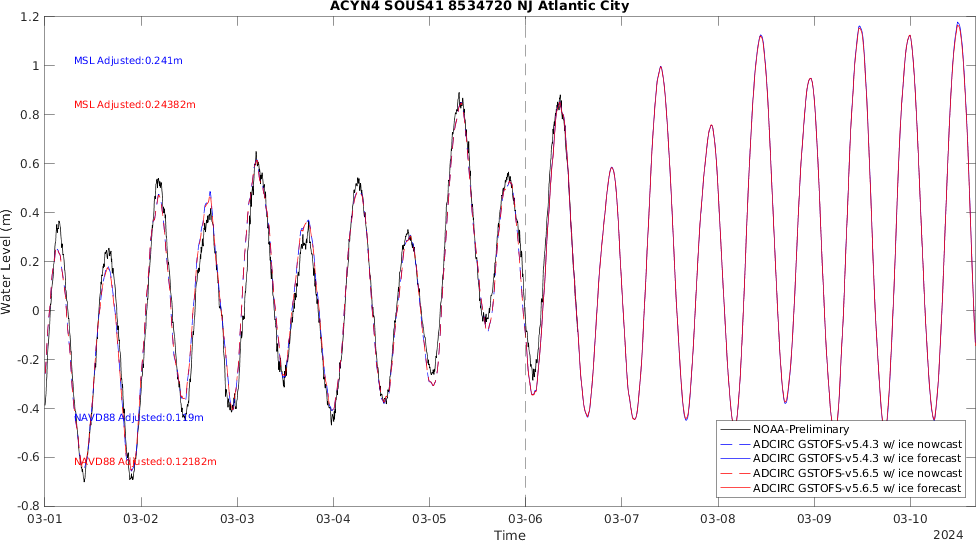 ACYN4 SOUS41 8534720 NJ Atlantic City
1.2
1
0.8
0.6
0.4
0.2
0
-0.2
-0.4
-0.6
-0.8
Water Level (m)
MSL Adjusted:0.241m
MSL Adjusted:0.24382m
NAVD88 Adjusted:0.119m
NAVD88 Adjusted:0.12182m
NOAA-Preliminary
ADCIRC GSTOFS-v5.4.3 w/ ice nowcast
ADCIRC GSTOFS-v5.4.3 w/ ice forecast
ADCIRC GSTOFS-v5.6.5 w/ ice nowcast
ADCIRC GSTOFS-v5.6.5 w/ ice forecast
03-01 03-02 03-03 03-04 03-05 03-06 03-07 03-08 03-09 03-10
Time
2024